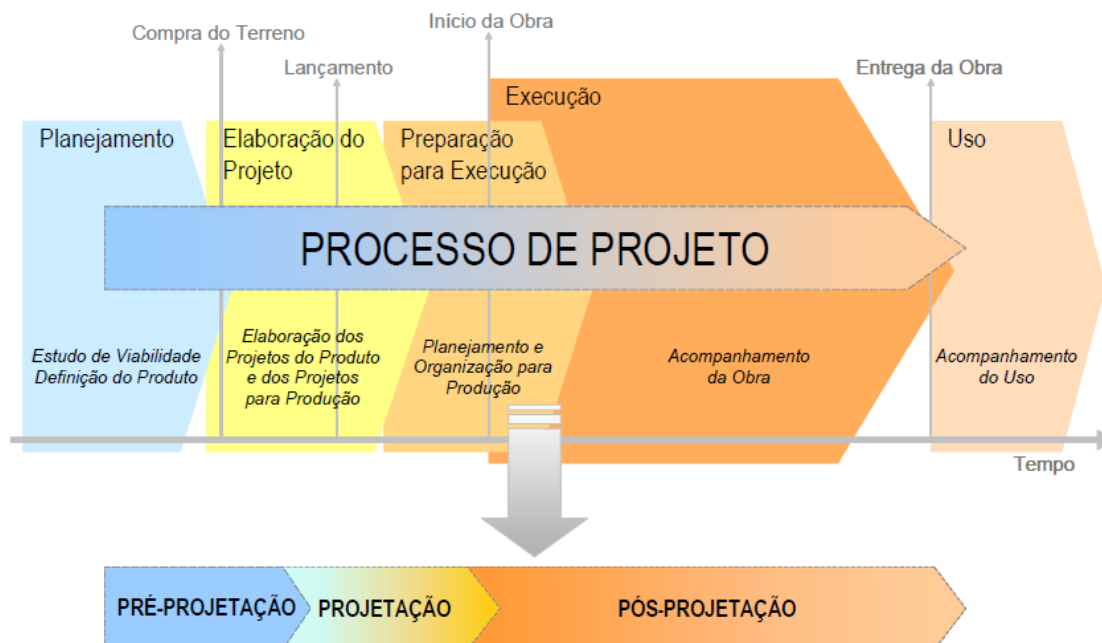 Compra do Terreno
Lançamento
Início da Obra
Entrega da Obra
Planejamento
Elaboração do
Projeto
Preparação
para Execução
Execução
Uso
PROCESSO DE PROJETO
Estudo de Viabilidade
Definição do Produto
Elaboração dos
Projetos do Produto
e dos Projetos
para Produção
Planejamento e
Organização para
Produção
Acompanhamento
da Obra
Acompanhamento
do Uso
Tempo
PRÉ-PROJETAÇÃO
PROJETAÇÃO
PÓS-PROJETAÇÃO